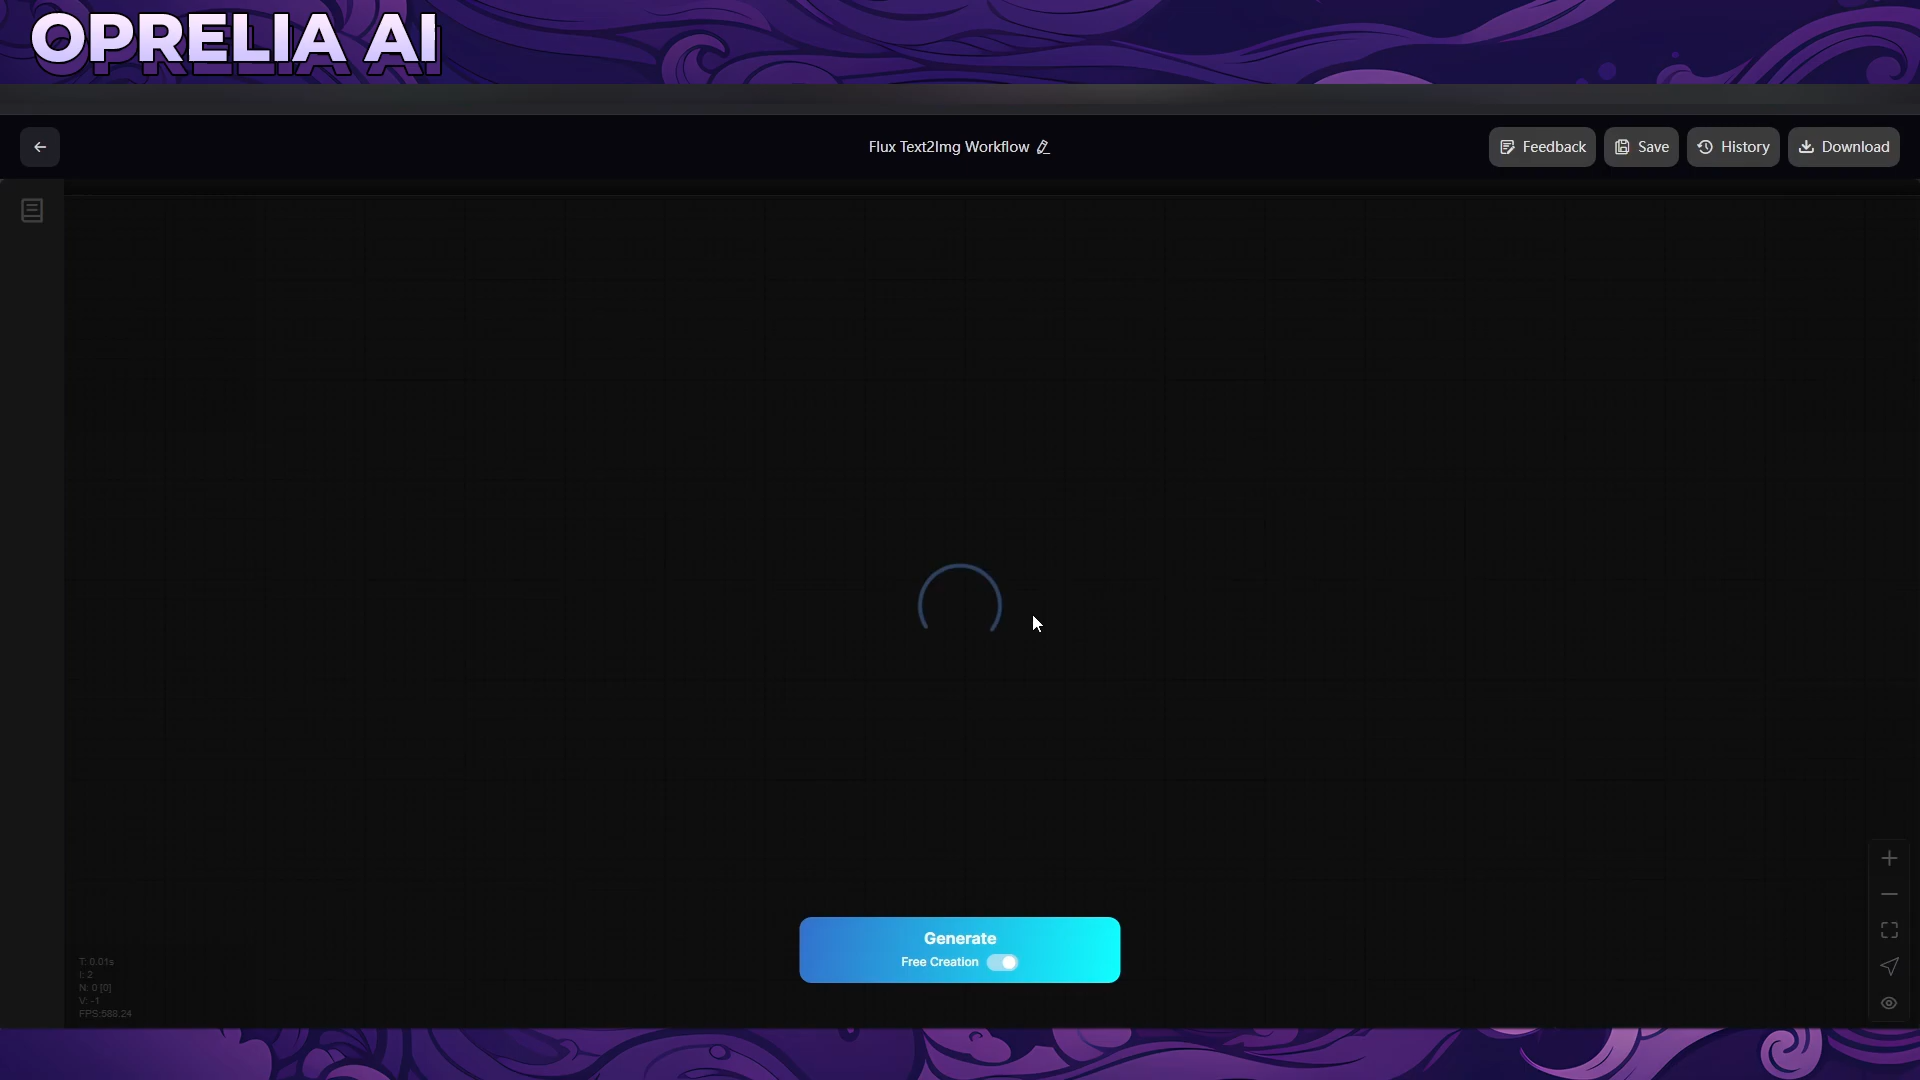 OPRELIA AI
Flux Text2Img Workflow
Feedback
Save
History
Download
Generate
Free Creation
T: 0.01s
I: 2
N: 0 [0]
V: -1
FPS:588.24